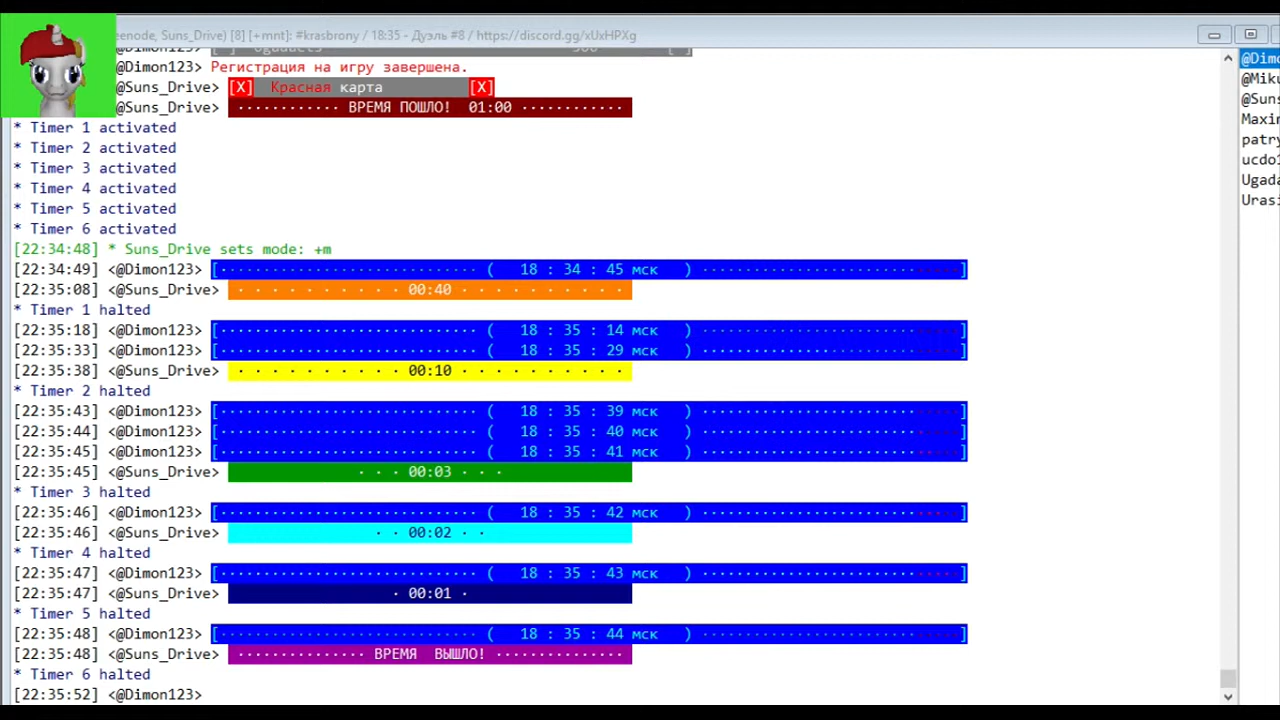 eenode, Suns_Drive) [8] [+mnt]: #krasbrony / 18:35 - Дуэль #8 / https://discord.gg/xUxHPXg
@Dimon123> Регистрация на игру завершена.
@Suns_Drive> [X] Красная карта [X]
@Suns_Drive> ············ ВРЕМЯ ПОШЛО! 01:00 ············
* Timer 1 activated
* Timer 2 activated
* Timer 3 activated
* Timer 4 activated
* Timer 5 activated
* Timer 6 activated
[22:34:48] * Suns_Drive sets mode: +m
[22:34:49] <@Dimon123> [······························ ( 18 : 34 : 45 мск ) ······························]
[22:35:08] <@Suns_Drive> · · · · · · · · · · 00:40 · · · · · · · · · ·
* Timer 1 halted
[22:35:18] <@Dimon123> [······························ ( 18 : 35 : 14 мск ) ······························]
[22:35:33] <@Dimon123> [······························ ( 18 : 35 : 29 мск ) ······························]
[22:35:38] <@Suns_Drive> · · · · · · · · · · 00:10 · · · · · · · · · ·
* Timer 2 halted
[22:35:43] <@Dimon123> [······························ ( 18 : 35 : 39 мск ) ······························]
[22:35:44] <@Dimon123> [······························ ( 18 : 35 : 40 мск ) ······························]
[22:35:45] <@Dimon123> [······························ ( 18 : 35 : 41 мск ) ······························]
[22:35:45] <@Suns_Drive> · · · 00:03 · · ·
* Timer 3 halted
[22:35:46] <@Dimon123> [······························ ( 18 : 35 : 42 мск ) ······························]
[22:35:46] <@Suns_Drive> · · 00:02 · ·
* Timer 4 halted
[22:35:47] <@Dimon123> [······························ ( 18 : 35 : 43 мск ) ······························]
[22:35:47] <@Suns_Drive> · 00:01 ·
* Timer 5 halted
[22:35:48] <@Dimon123> [······························ ( 18 : 35 : 44 мск ) ······························]
[22:35:48] <@Suns_Drive> ··············· ВРЕМЯ ВЫШЛО! ···············
* Timer 6 halted
[22:35:52] <@Dimon123>
@Dimo
@Miku
@Suns
Maxim
patry
ucdo1
Ugada
Urasi